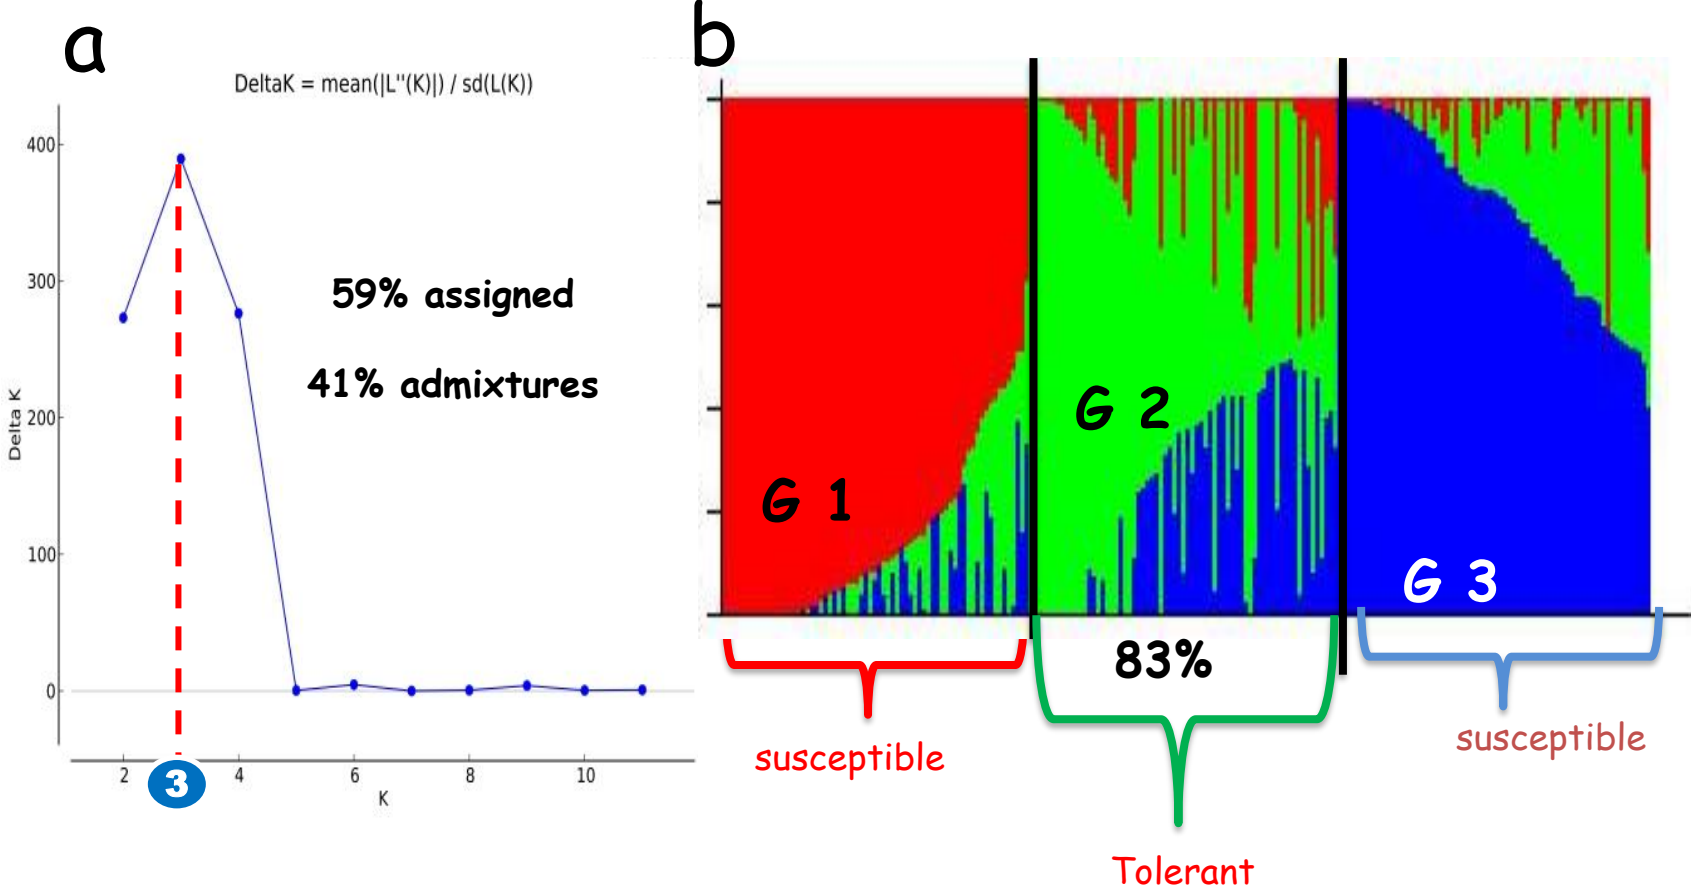 a
DeltaK = mean(|L"(K)|) / sd(L(K))
400
300
200
100
0
Delta K
59% assigned
41% admixtures
2
3
4
6
8
10
K
b
G 1
G 2
G 3
83%
susceptible
Tolerant
susceptible